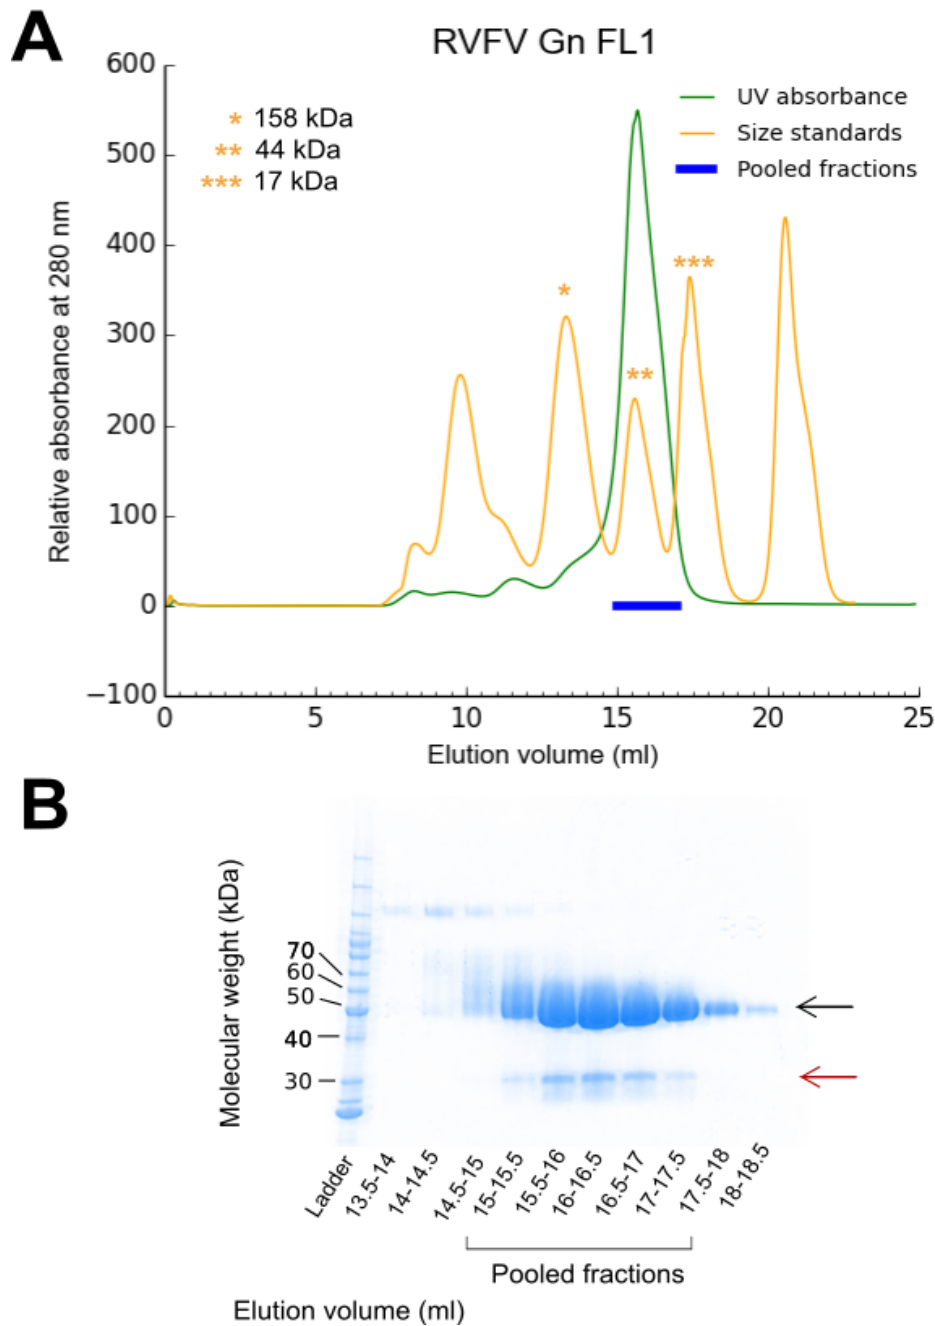 A
RVFV Gn FL1
600
500
400
300
200
100
0
−100
Relative absorbance at 280 nm
* 158 kDa
** 44 kDa
*** 17 kDa
UV absorbance
Size standards
Pooled fractions
*
**
***
0 5 10 15 20 25
Elution volume (ml)
B
Molecular weight (kDa)
70
60
50
40
30
Ladder
13.5-14
14-14.5
14.5-15
15-15.5
15.5-16
16-16.5
16.5-17
17-17.5
17.5-18
18-18.5
Pooled fractions
Elution volume (ml)